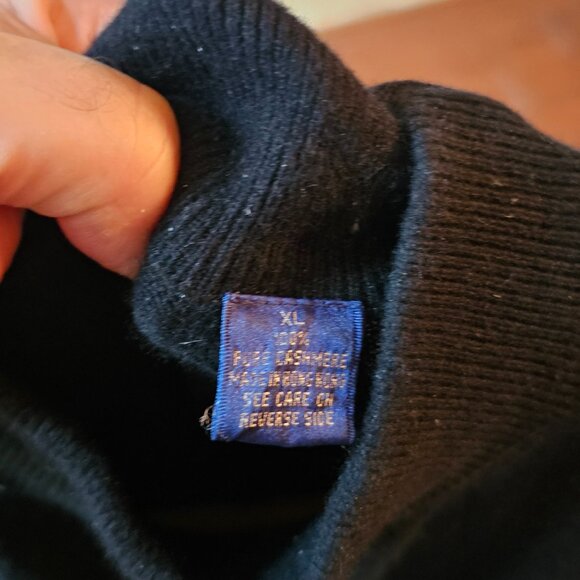 XL
100%
PURE CASHMERE
MADE IN HONG KONG
SEE CARE ON
REVERSE SIDE